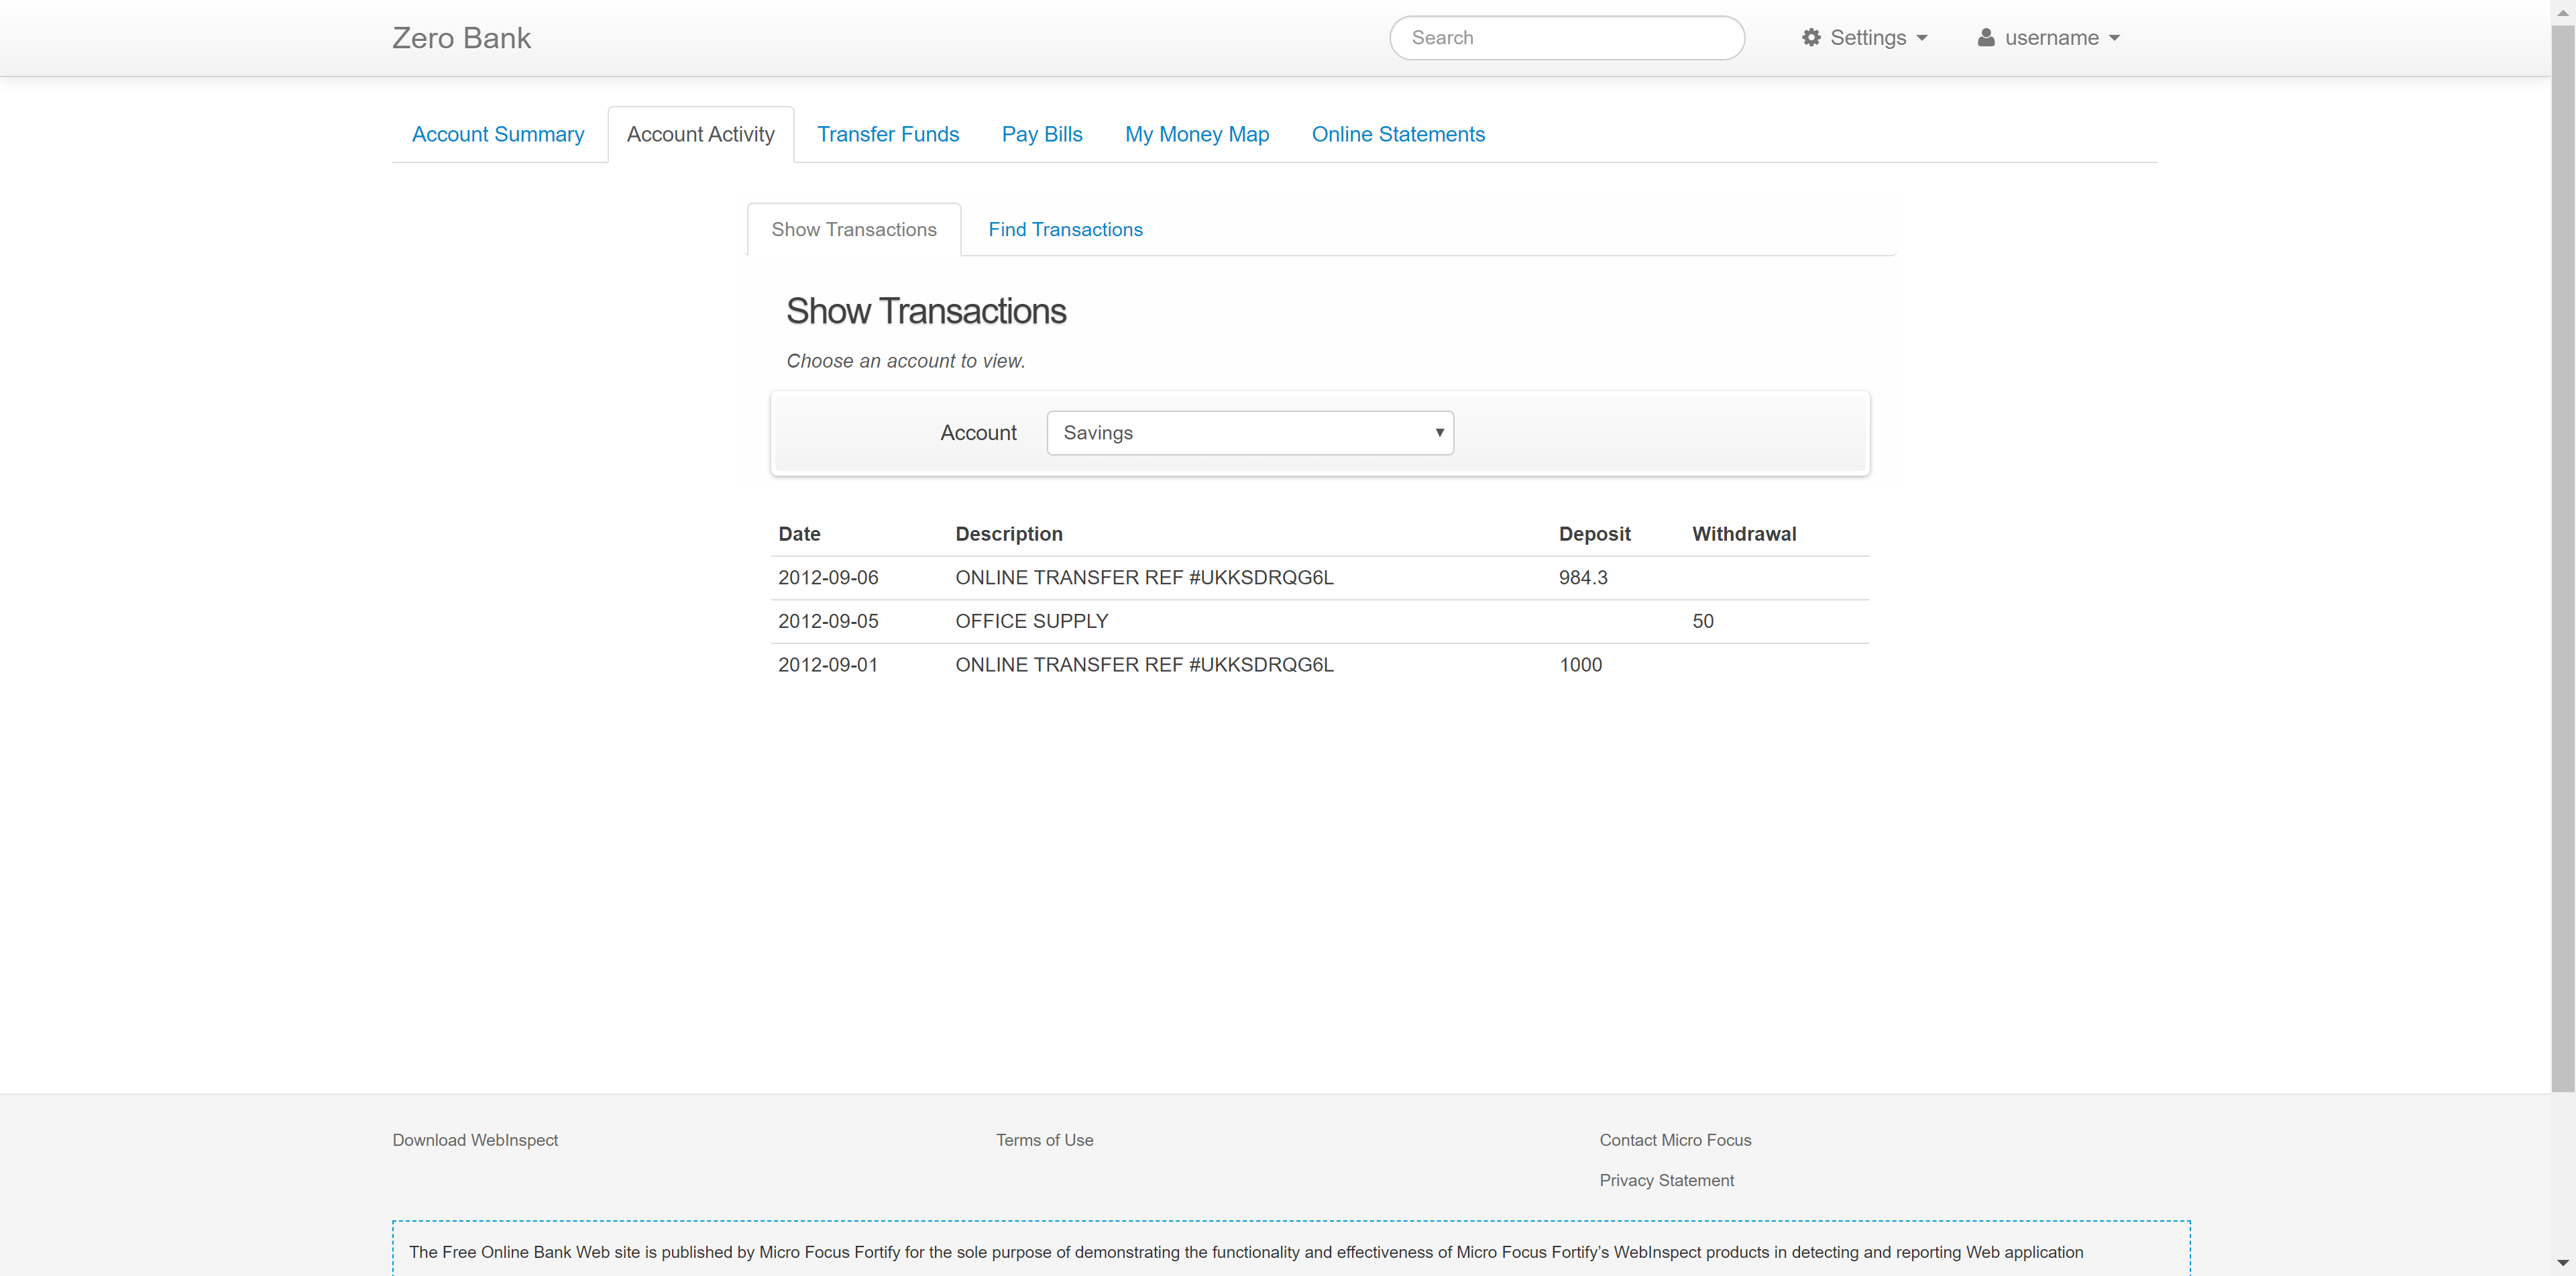 Zero Bank Search Settings username
Account Summary Account Activity Transfer Funds Pay Bills My Money Map Online Statements
Show Transactions Find Transactions
Show Transactions
Choose an account to view.
Account Savings
Date Description Deposit Withdrawal
2012-09-06 ONLINE TRANSFER REF #UKKSDRQG6L 984.3
2012-09-05 OFFICE SUPPLY 50
2012-09-01 ONLINE TRANSFER REF #UKKSDRQG6L 1000
Download WebInspect Terms of Use Contact Micro Focus
Privacy Statement
The Free Online Bank Web site is published by Micro Focus Fortify for the sole purpose of demonstrating the functionality and effectiveness of Micro Focus Fortify's WebInspect products in detecting and reporting Web application